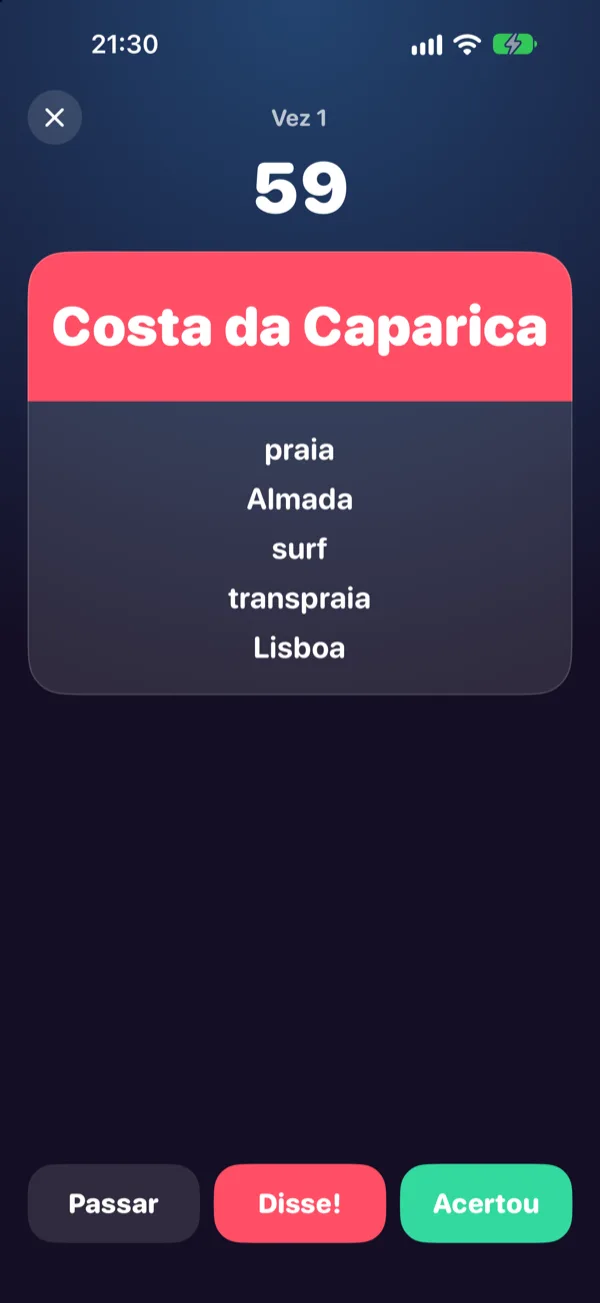 21:30
Vez 1
59
Costa da Caparica
praia
Almada
surf
transpraia
Lisboa
Passar
Disse!
Acertou